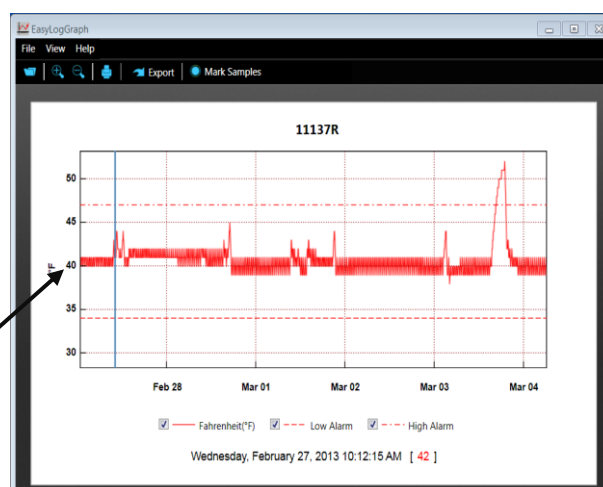 EasyLogGraph
File View Help
Export Mark Samples
11137R
50
45
40
35
30
°F
Feb 28 Mar 01 Mar 02 Mar 03 Mar 04
Fahrenheit(°F) Low Alarm High Alarm
Wednesday, February 27, 2013 10:12:15 AM [ 42 ]